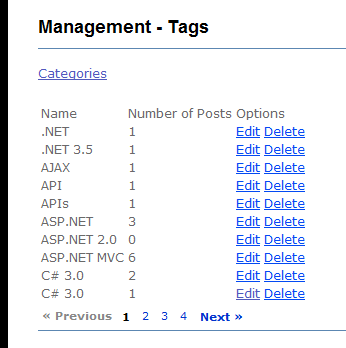 Management - Tags
Categories
Name Number of Posts Options
.NET 1 Edit Delete
.NET 3.5 1 Edit Delete
AJAX 1 Edit Delete
API 1 Edit Delete
APIs 1 Edit Delete
ASP.NET 3 Edit Delete
ASP.NET 2.0 0 Edit Delete
ASP.NET MVC 6 Edit Delete
C# 3.0 2 Edit Delete
C# 3.0 1 Edit Delete
« Previous 1 2 3 4 Next »